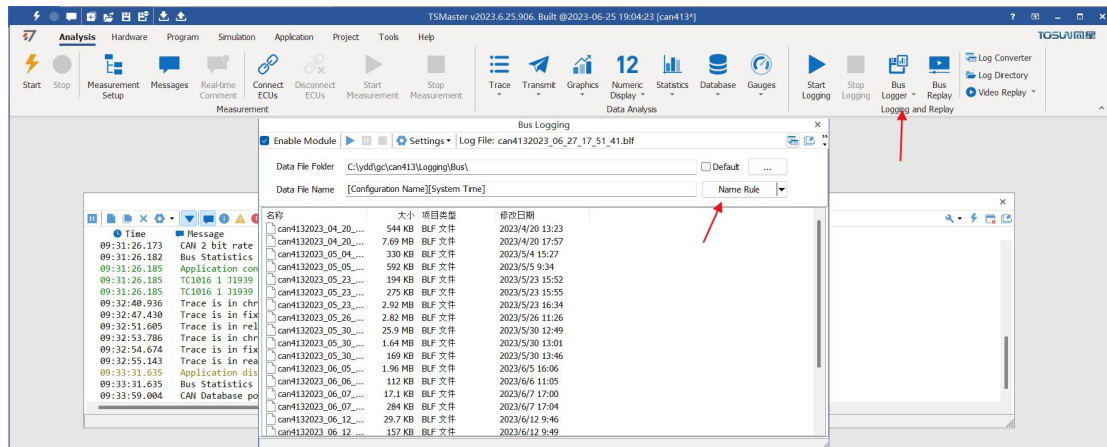 TSMaster v2023.6.25.906. Built @2023-06-25 19:04:23 [can413*]
Analysis Hardware Program Simulation Application Project Tools Help
TOSUN同星
Start Stop Measurement Setup Messages Real-time Comment Connect ECUs Disconnect ECUs Start Measurement Stop Measurement
Measurement
Trace Transmit Graphics 12 Numeric Display Statistics Database Gauges
Data Analysis
Start Logging Stop Logging Bus Logger Bus Replay
Log Converter
Log Directory
Video Replay
Logging and Replay
Bus Logging
Enable Module Settings Log File: can4132023_06_27_17_51_41.blf
Data File Folder C:\ydd\gc\can413\Logging\Bus\ Default ...
Data File Name [Configuration Name][System Time] Name Rule
名称 大小 项目类型 修改日期
can4132023_04_20_... 544 KB BLF 文件 2023/4/20 13:23
can4132023_04_20_... 7.69 MB BLF 文件 2023/4/20 17:57
can4132023_05_04_... 330 KB BLF 文件 2023/5/4 15:27
can4132023_05_05_... 592 KB BLF 文件 2023/5/5 9:34
can4132023_05_23_... 194 KB BLF 文件 2023/5/23 15:52
can4132023_05_23_... 275 KB BLF 文件 2023/5/23 15:55
can4132023_05_23_... 2.92 MB BLF 文件 2023/5/23 16:34
can4132023_05_26_... 2.82 MB BLF 文件 2023/5/26 11:26
can4132023_05_30_... 25.9 MB BLF 文件 2023/5/30 12:49
can4132023_05_30_... 1.64 MB BLF 文件 2023/5/30 13:01
can4132023_05_30_... 169 KB BLF 文件 2023/5/30 13:46
can4132023_06_05_... 1.96 MB BLF 文件 2023/6/5 16:06
can4132023_06_06_... 112 KB BLF 文件 2023/6/6 11:05
can4132023_06_07_... 17.1 KB BLF 文件 2023/6/7 17:00
can4132023_06_07_... 284 KB BLF 文件 2023/6/7 17:04
can4132023_06_12_... 29.7 KB BLF 文件 2023/6/12 9:46
can4132023_06_12_... 157 KB BLF 文件 2023/6/12 9:49
Time Message
09:31:26.173 CAN 2 bit rate
09:31:26.182 Bus Statistics
09:31:26.185 Application con
09:31:26.185 TC1016 1 J1939
09:31:26.185 TC1016 1 J1939
09:32:40.936 Trace is in chr
09:32:47.430 Trace is in fix
09:32:51.605 Trace is in rel
09:32:53.786 Trace is in chr
09:32:54.674 Trace is in fix
09:32:55.143 Trace is in rea
09:33:31.635 Application dis
09:33:31.635 Bus Statistics
09:33:59.004 CAN Database po